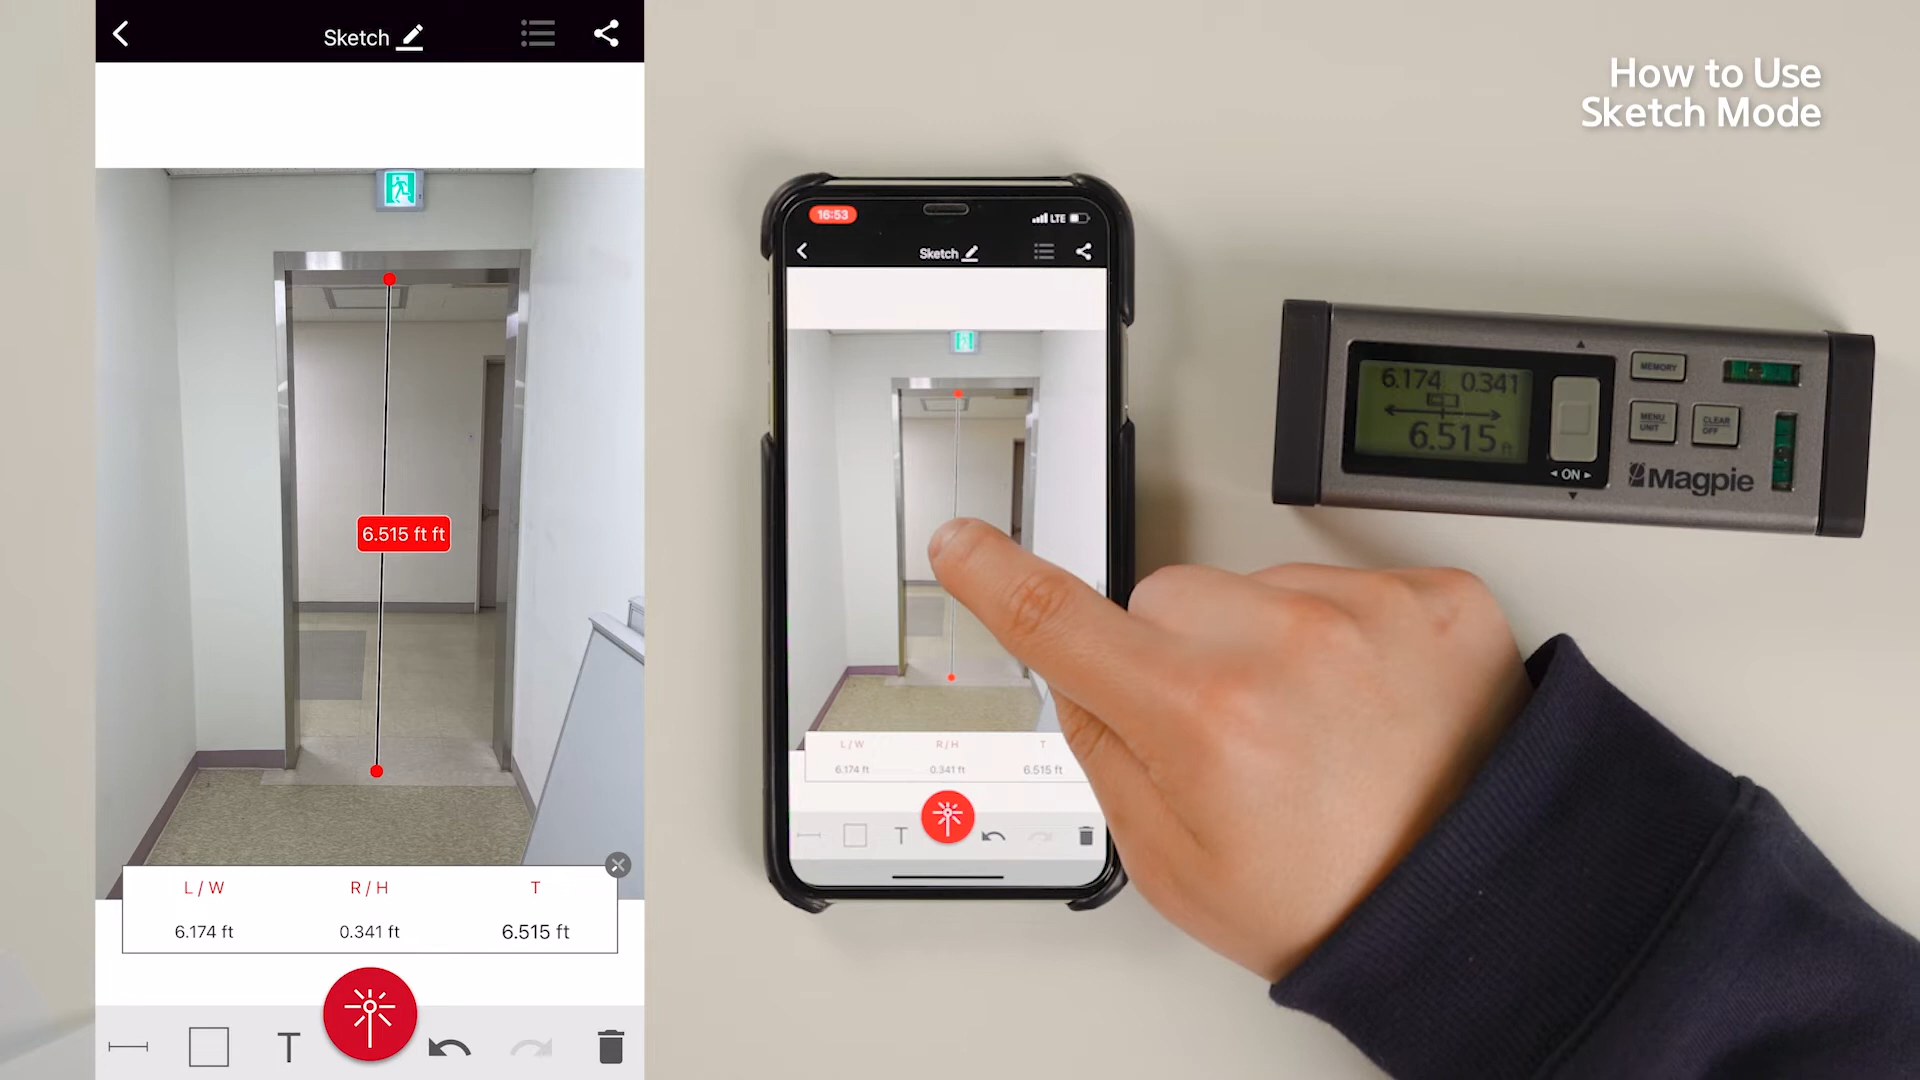 Sketch
6.515 ft ft
L / W R / H T
6.174 ft 0.341 ft 6.515 ft
T
How to Use
Sketch Mode
16:53
LTE
Sketch
L / W R / H T
6.174 ft 0.341 ft 6.515 ft
T
6.174 0.341
6.515 ft
◄ ON ►
MEMORY
MENU
UNIT
CLEAR
OFF
Magpie